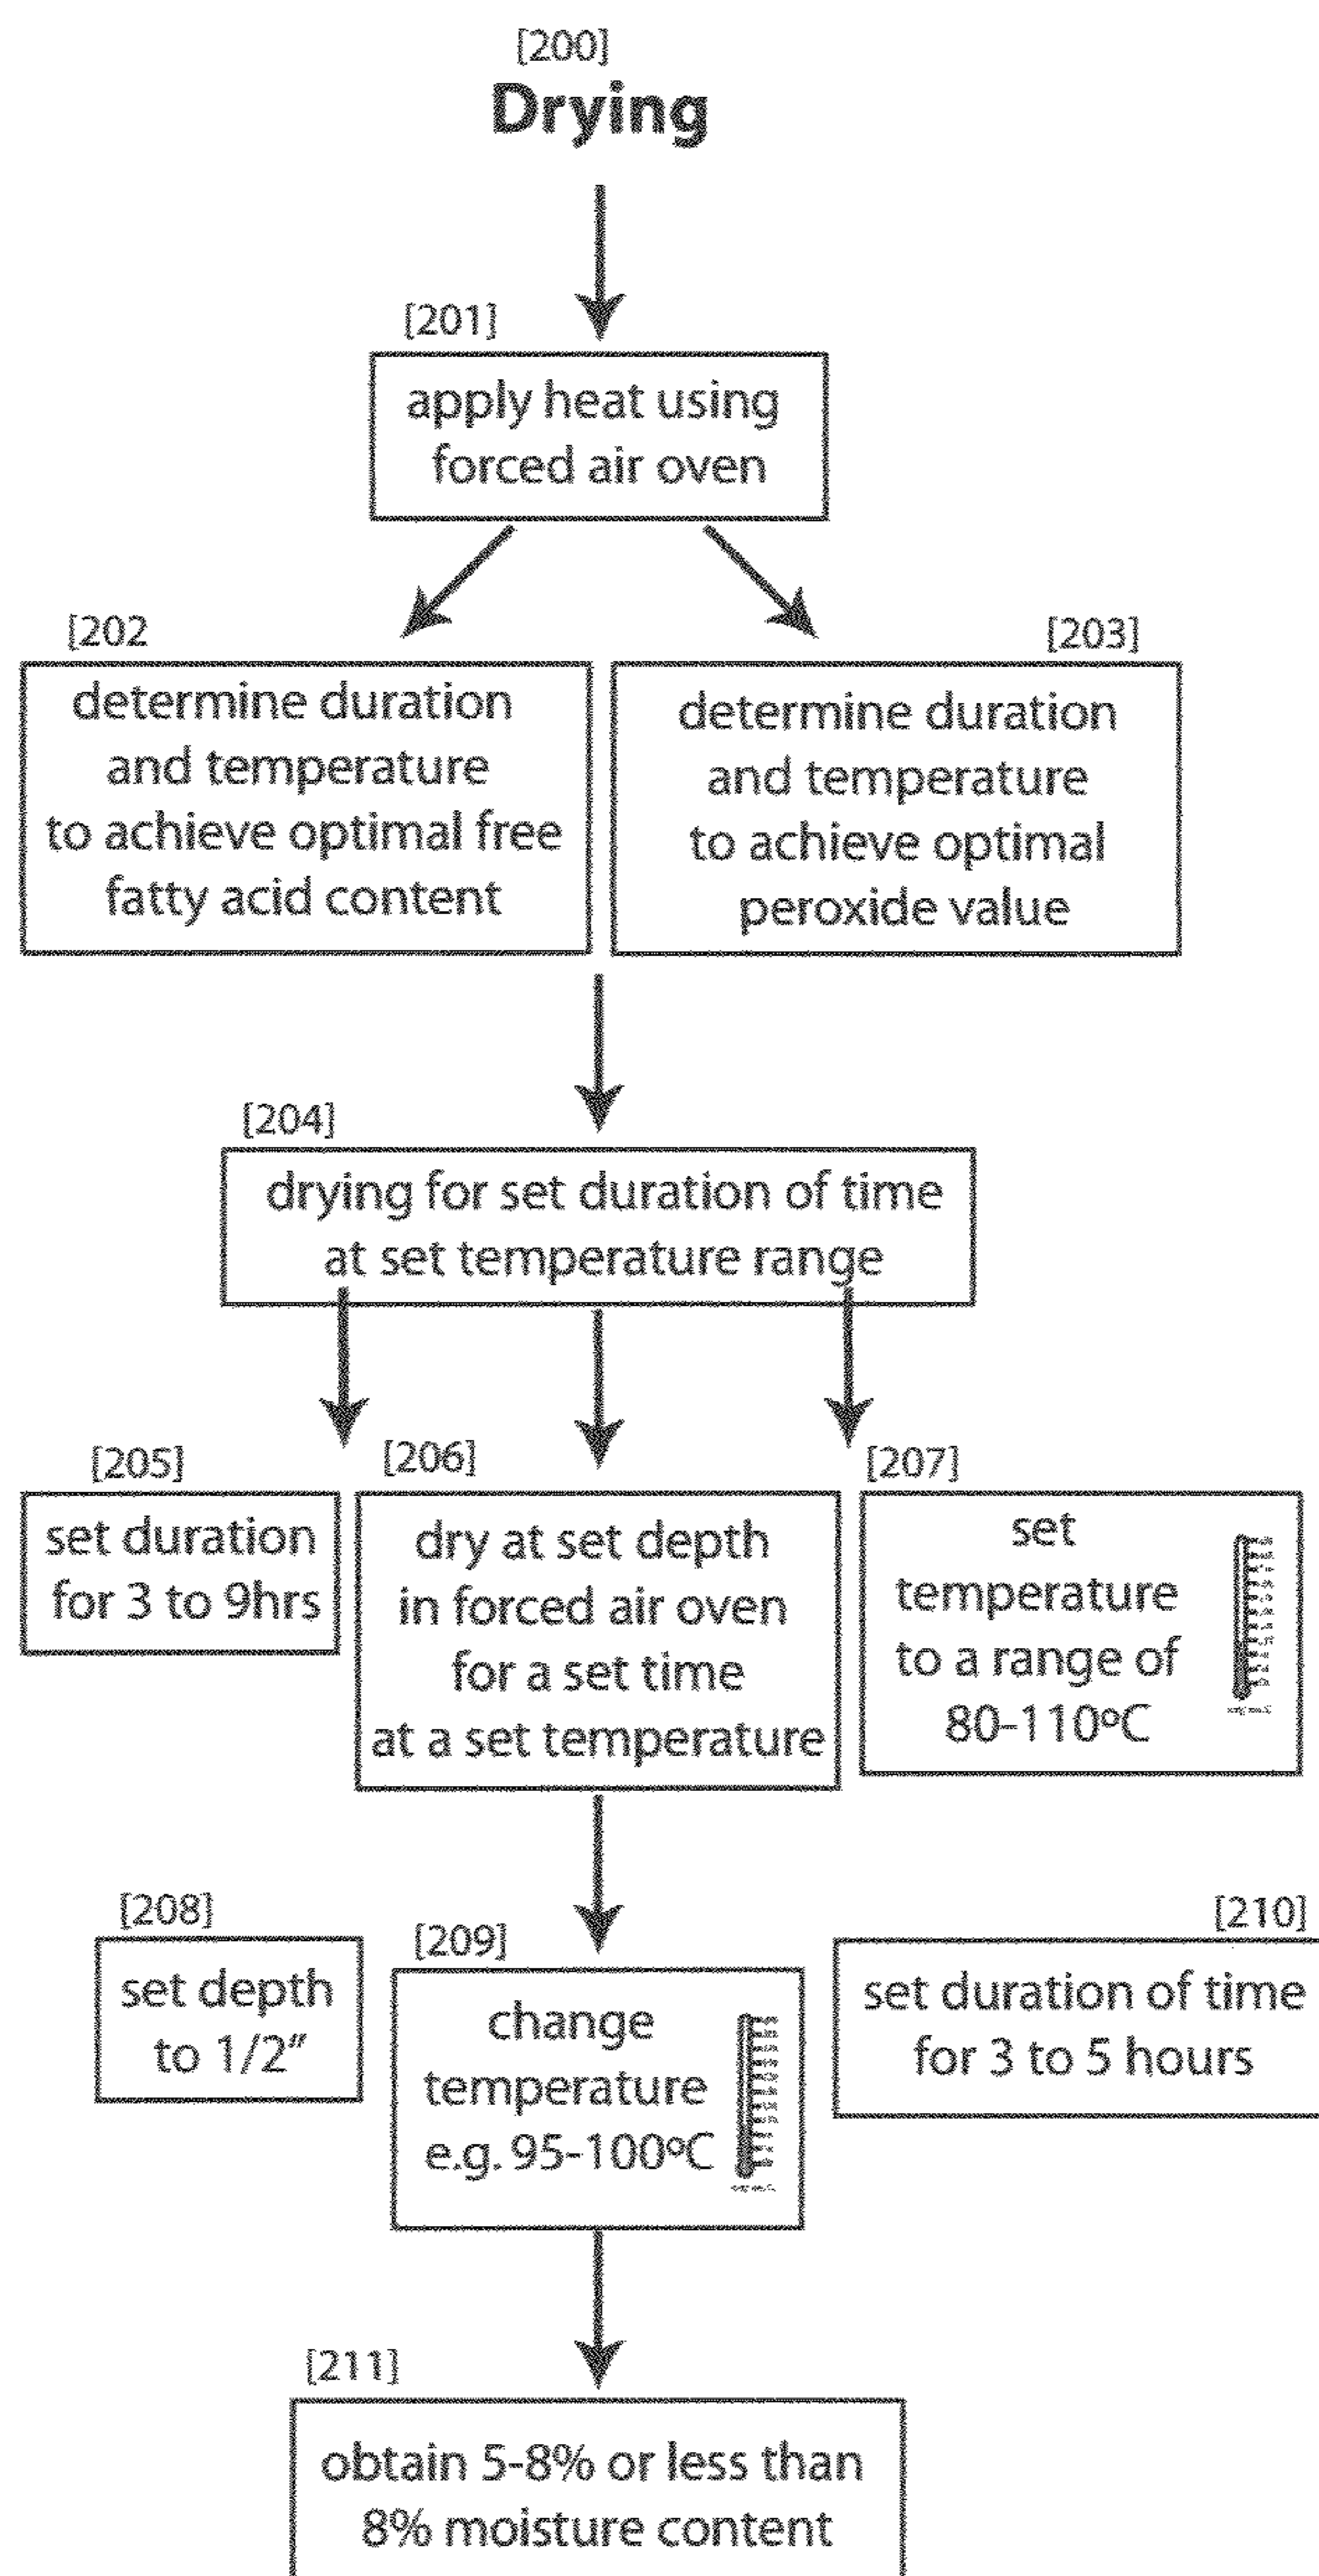 [200]
Drying
[201]
apply heat using
forced air oven
[202
determine duration
and temperature
to achieve optimal free
fatty acid content
[203]
determine duration
and temperature
to achieve optimal
peroxide value
[204]
drying for set duration of time
at set temperature range
[205]
set duration
for 3 to 9hrs
[206]
dry at set depth
in forced air oven
for a set time
at a set temperature
[207]
set
temperature
to a range of
80-110ºC
[208]
set depth
to 1/2”
[209]
change
temperature
e.g. 95-100ºC
[210]
set duration of time
for 3 to 5 hours
[211]
obtain 5-8% or less than
8% moisture content